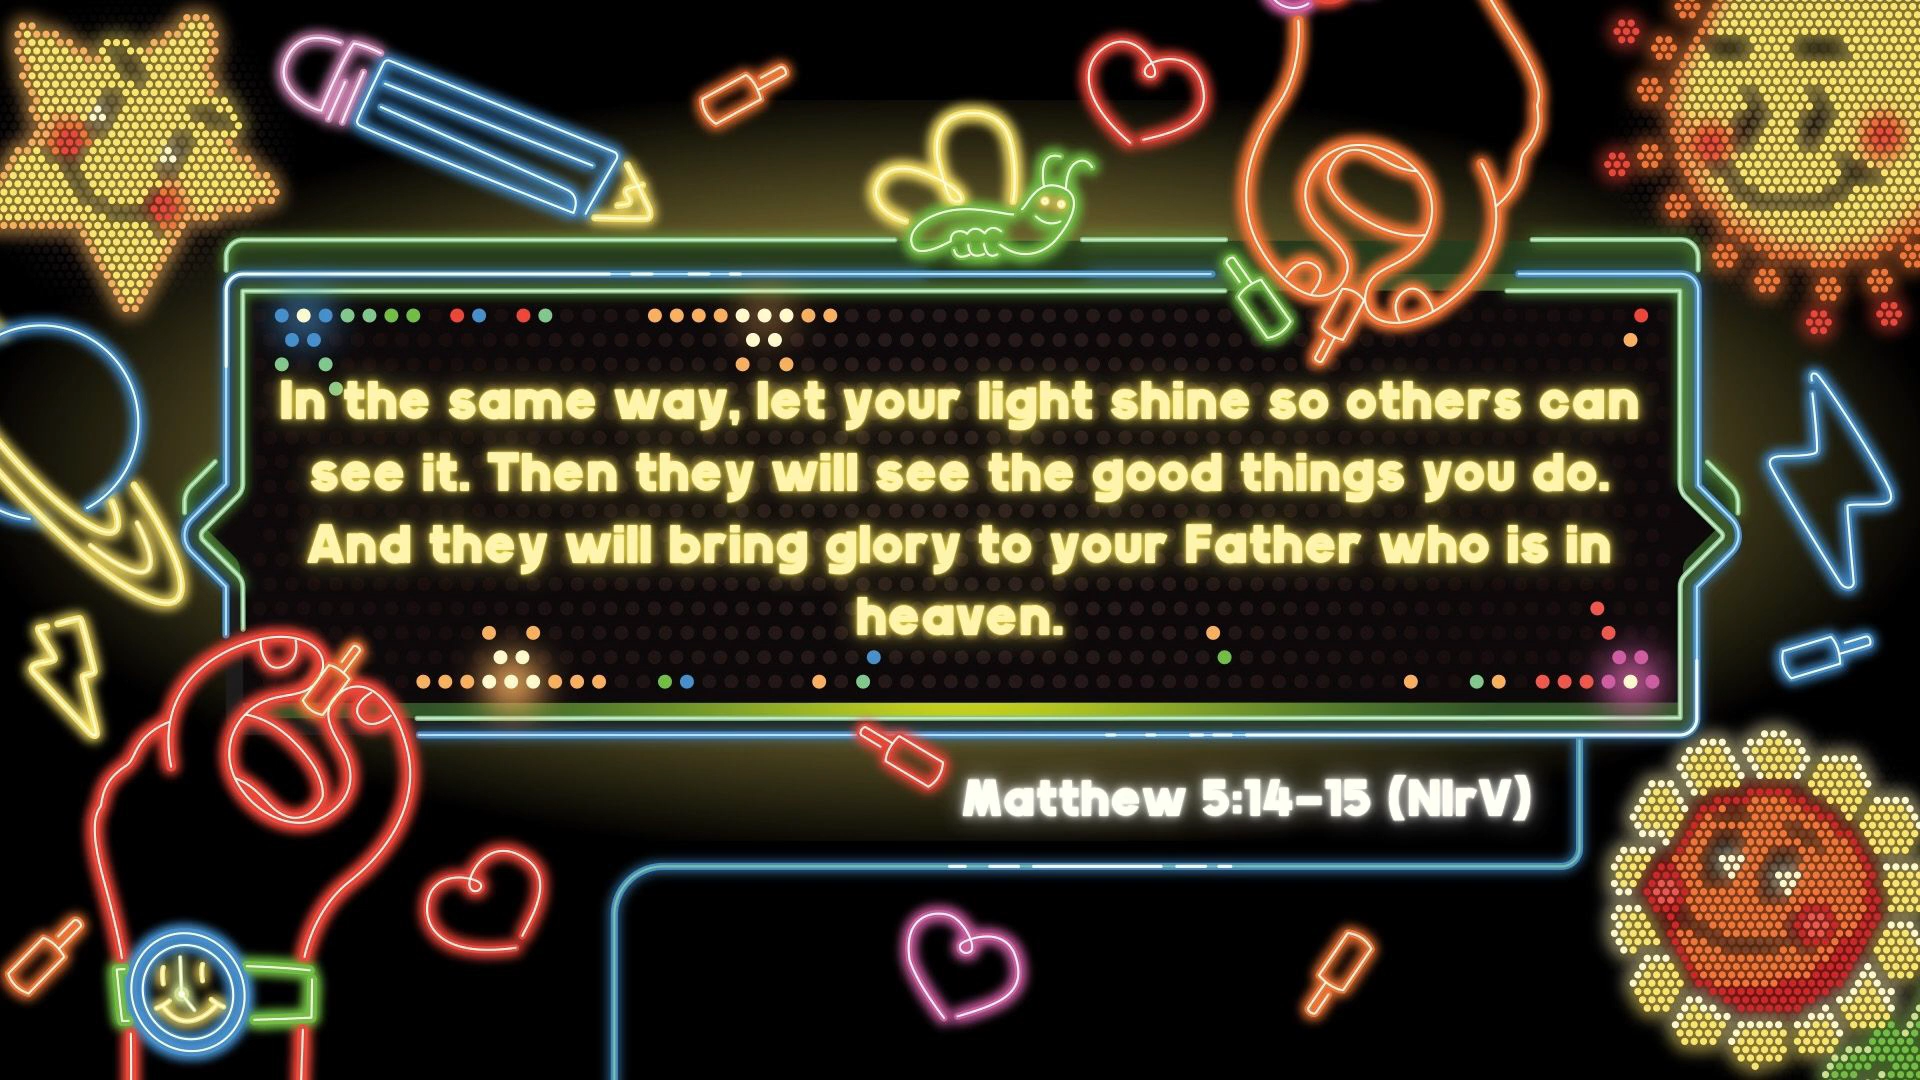 In the same way, let your light shine so others can
see it. Then they will see the good things you do.
And they will bring glory to your Father who is in
heaven.
Matthew 5:14–15 (NIrV)